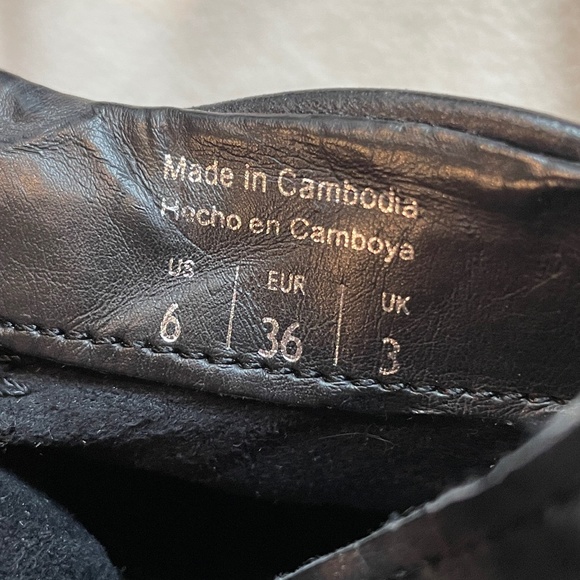 Made in Cambodia
Hecho en Camboya
US | EUR | UK
6 | 36 | 3